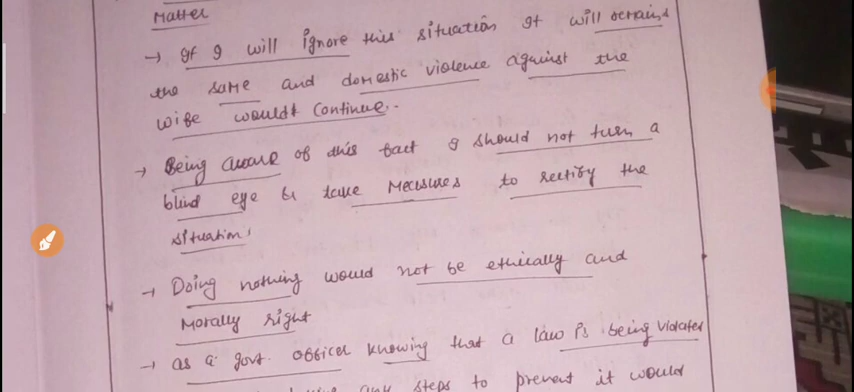 Matter
→ If I will ignore this situation It will remains
the same and domestic violence against the
wife would continue..
→ Being aware of this fact I should not turn a
blind eye & take Measures to rectify the
situation.
→ Doing nothing would not be ethically and
Morally right
→ as a govt. officer knowing that a law is being violated
any steps to prevent it would